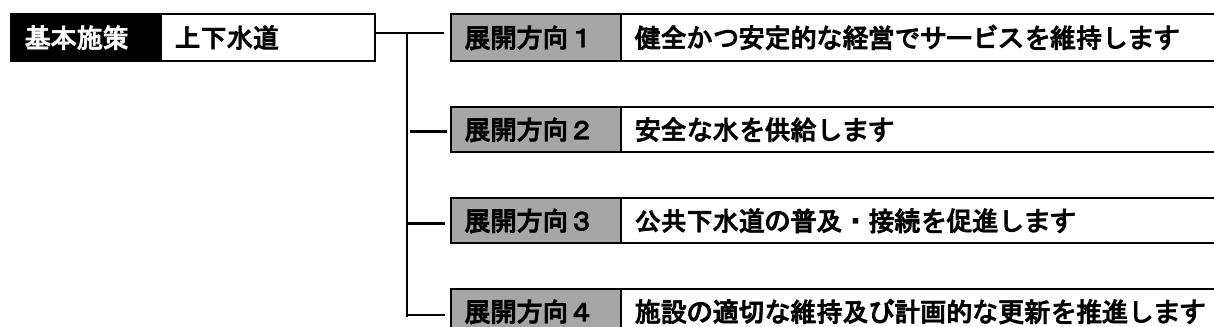 基本施策 上下水道 展開方向１ 健全かつ安定的な経営でサービスを維持します
展開方向２ 安全な水を供給します
展開方向３ 公共下水道の普及・接続を促進します
展開方向４ 施設の適切な維持及び計画的な更新を推進します